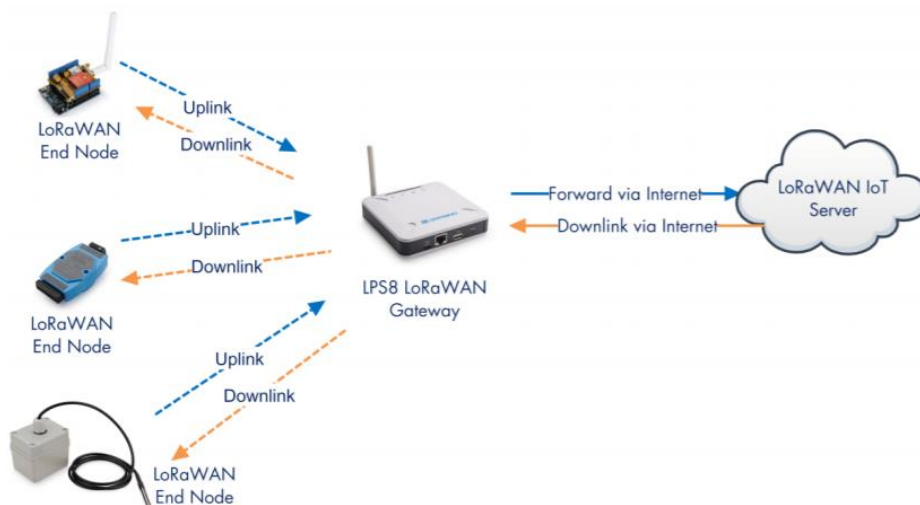 LoRaWAN
End Node
Uplink
Downlink
LoRaWAN
End Node
Uplink
Downlink
LPS8 LoRaWAN
Gateway
Forward via Internet
Downlink via Internet
LoRaWAN IoT
Server
Uplink
Downlink
LoRaWAN
End Node